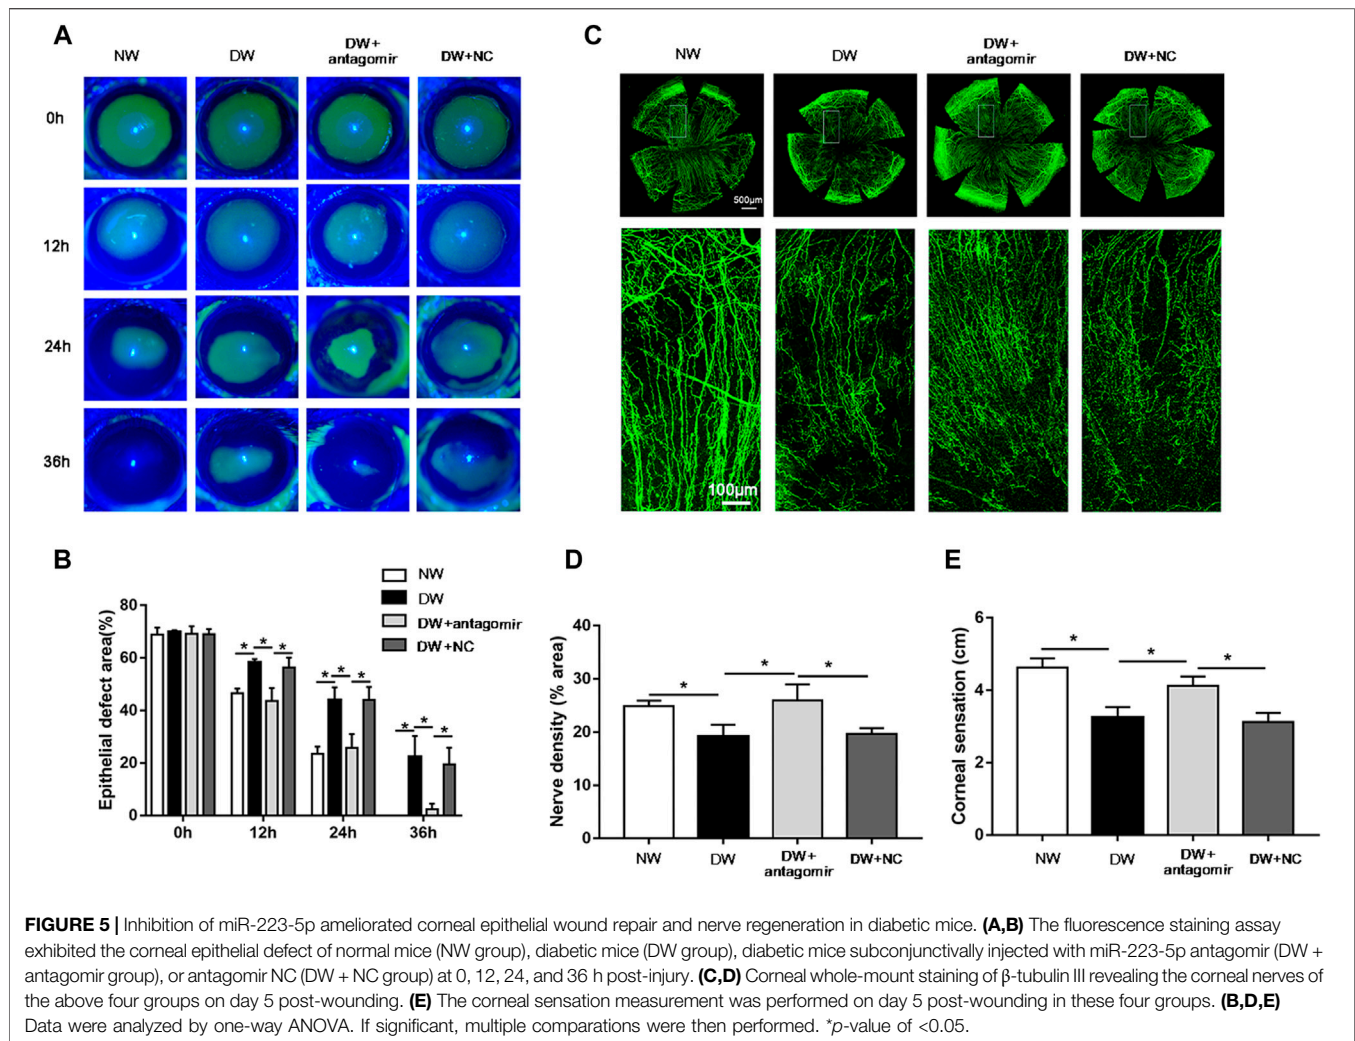 A
NW
DW
DW+
antagomir
DW+NC
0h
12h
24h
36h
C
NW
DW
DW+
antagomir
DW+NC
500μm
100μm
B
NW
DW
DW+antagomir
DW+NC
Epithelial defect area(%)
80
60
40
20
0
* * *
* * *
* * *
0h 12h 24h 36h
D
Nerve density (% area)
40
30
20
10
0
* * *
NW
DW
DW+
antagomir
DW+NC
E
Corneal sensation (cm)
6
4
2
0
* * *
NW
DW
DW+
antagomir
DW+NC
FIGURE 5 | Inhibition of miR-223-5p ameliorated corneal epithelial wound repair and nerve regeneration in diabetic mice. (A,B) The fluorescence staining assay
exhibited the corneal epithelial defect of normal mice (NW group), diabetic mice (DW group), diabetic mice subconjunctivally injected with miR-223-5p antagomir (DW +
antagomir group), or antagomir NC (DW + NC group) at 0, 12, 24, and 36 h post-injury. (C,D) Corneal whole-mount staining of β-tubulin III revealing the corneal nerves of
the above four groups on day 5 post-wounding. (E) The corneal sensation measurement was performed on day 5 post-wounding in these four groups. (B,D,E)
Data were analyzed by one-way ANOVA. If significant, multiple comparations were then performed. *p-value of <0.05.